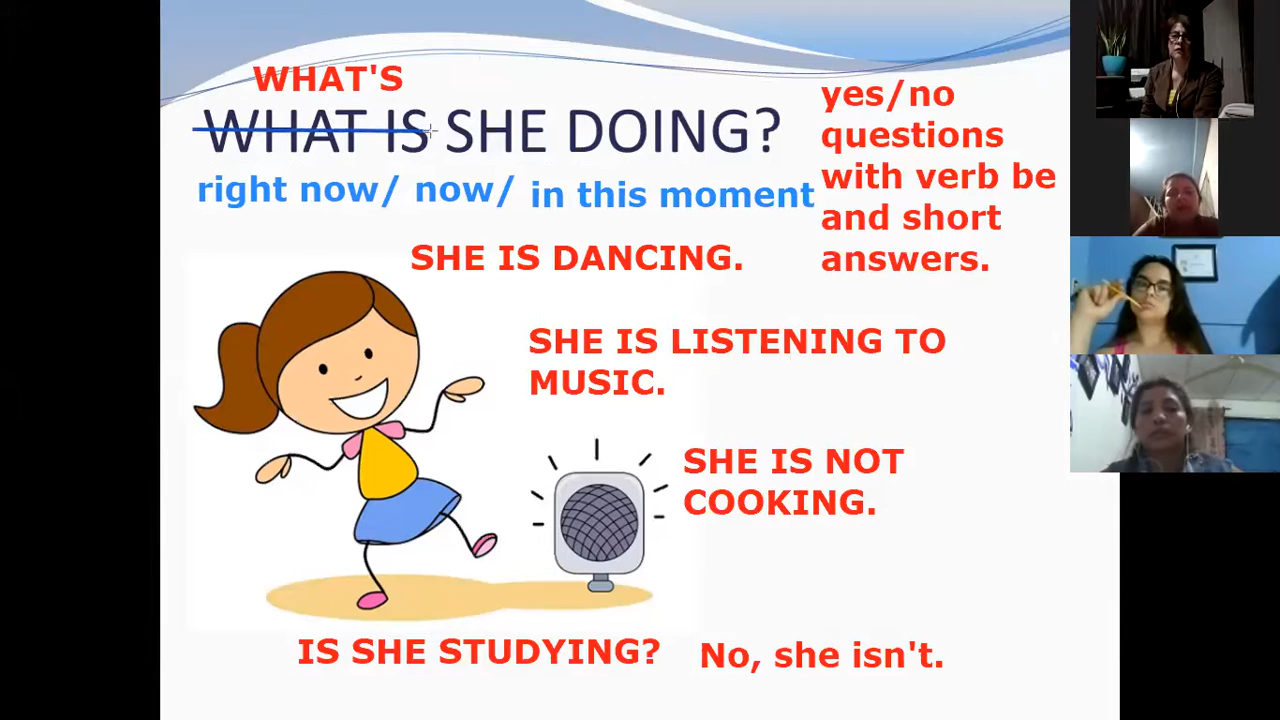 WHAT'S
WHAT IS SHE DOING?
right now/ now/ in this moment
yes/no
questions
with verb be
and short
answers.
SHE IS DANCING.
SHE IS LISTENING TO
MUSIC.
SHE IS NOT
COOKING.
IS SHE STUDYING? No, she isn't.